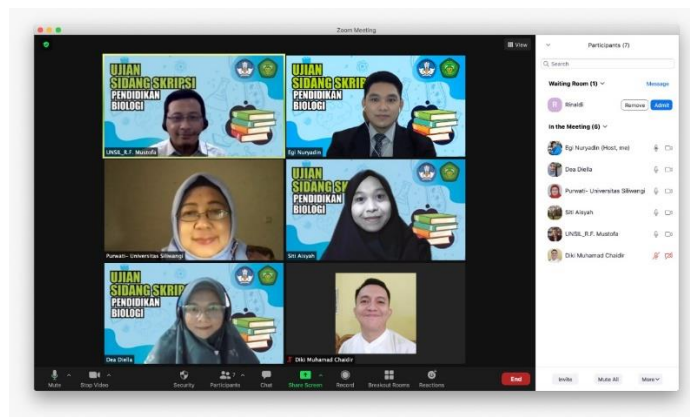 Zoom Meeting
View
UJIAN
SIDANG SKRIPSI
PENDIDIKAN
BIOLOGI
UNSIL_R.F. Mustofa
UJIAN
SIDANG SKRIP
PENDIDIKAN
BIOLOGI
Egi Nuryadin
Purwati- Universitas Siliwangi
UJIAN
SIDANG SK
PENDIDIKAN
BIOLOGI
Siti Aisyah
UJIAN
SIDANG SKRIP
PENDIDIKAN
BIOLOGI
Dea Diella
Diki Muhamad Chaidir
Mute
Stop Video
Security
Participants
7
Chat
Share Screen
Record
Breakout Rooms
Reactions
End
Participants (7)
Search
Waiting Room (1)
Message
R
Rinaldi
Remove
Admit
In the Meeting (6)
Egi Nuryadin (Host, me)
Dea Diella
Purwati- Universitas Siliwangi
Siti Aisyah
UNSIL_R.F. Mustofa
Diki Muhamad Chaidir
Invite
Mute All
More